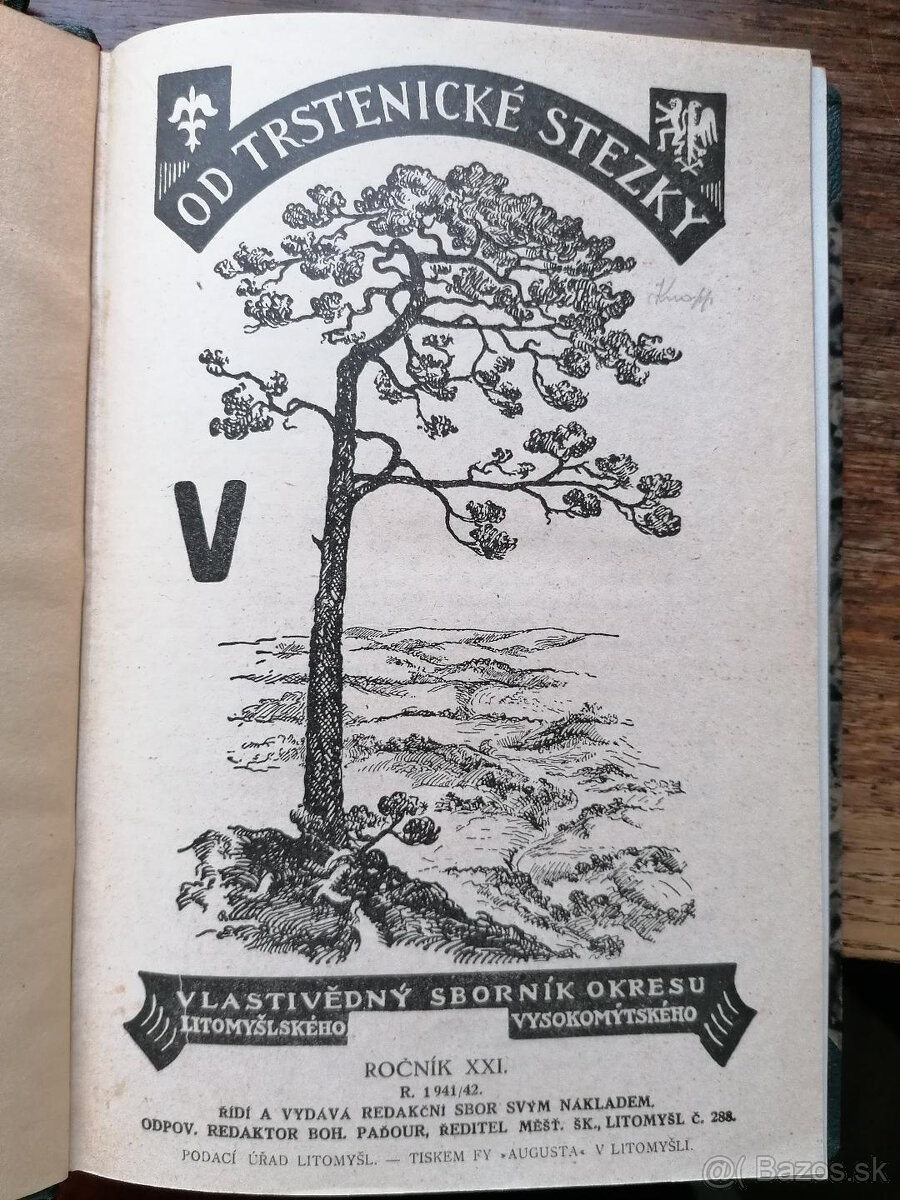 OD TRSTENICKÉ STEZKY
Knapp
V
VLASTIVĚDNÝ SBORNÍK OKRESU
LITOMYŠLSKÉHO VYSOKOMÝTSKÉHO
ROČNÍK XXI.
R. 1941/42.
ŘÍDÍ A VYDÁVÁ REDAKČNÍ SBOR SVÝM NÁKLADEM.
ODPOV. REDAKTOR BOH. PAĎOUR, ŘEDITEL MĚŠŤ. ŠK., LITOMYŠL Č. 288.
PODACÍ ÚŘAD LITOMYŠL. — TISKEM FY »AUGUSTA« V LITOMYŠLI.
@( Bazos.sk